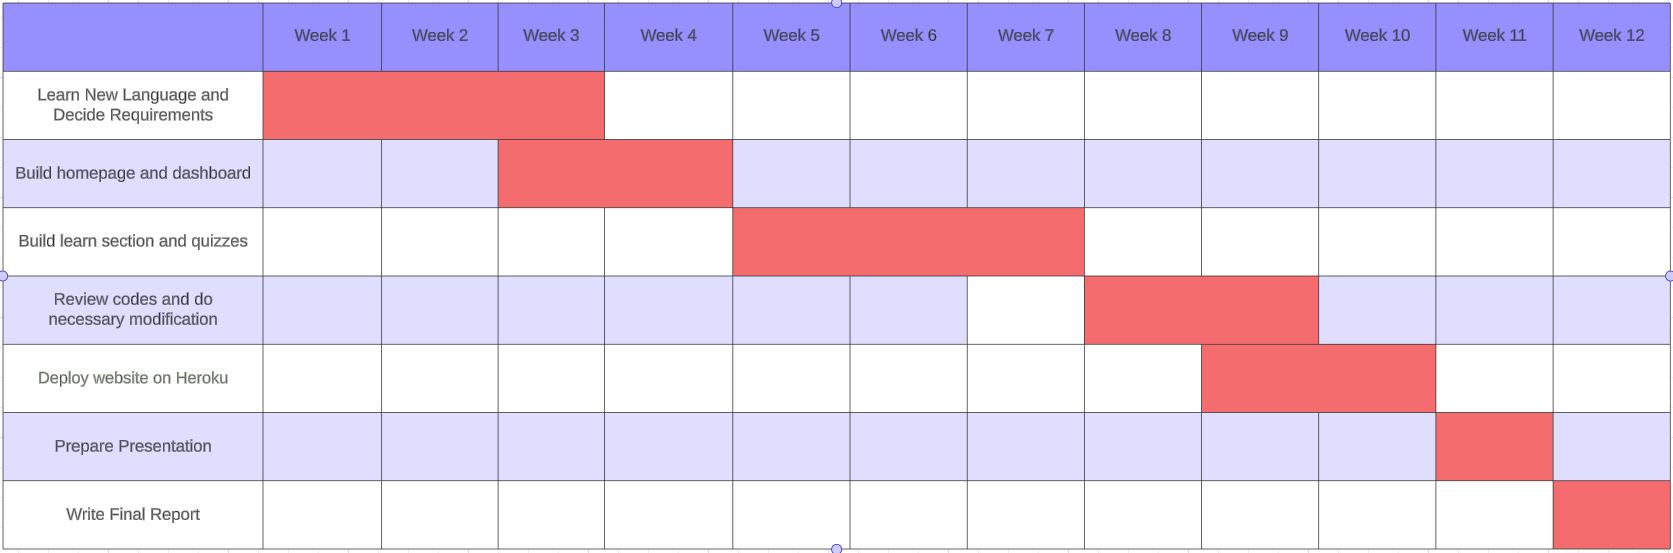 Week 1 Week 2 Week 3 Week 4 Week 5 Week 6 Week 7 Week 8 Week 9 Week 10 Week 11 Week 12
Learn New Language and
Decide Requirements
Build homepage and dashboard
Build learn section and quizzes
Review codes and do
necessary modification
Deploy website on Heroku
Prepare Presentation
Write Final Report